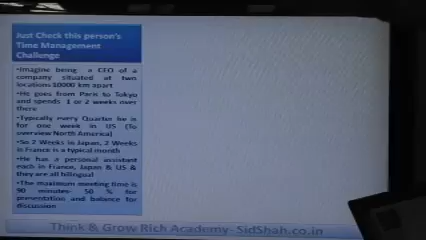 Just Check this person's
Time Management
Challenge
•Imagine being a CEO of a
company situated at two
locations 10000 km apart
•He goes from Paris to Tokyo
and spends 1 or 2 weeks over
there
•Typically every Quarter he is
for one week in US (To
overview North America)
•So 2 Weeks in Japan, 2 Weeks
in France is a typical month
•He has a personal assistant
each in France, Japan & US &
they are all bilingual
•The maximum meeting time is
90 minutes- 50 % for
presentation and balance for
discussion
Think & Grow Rich Academy- SidShah.co.in